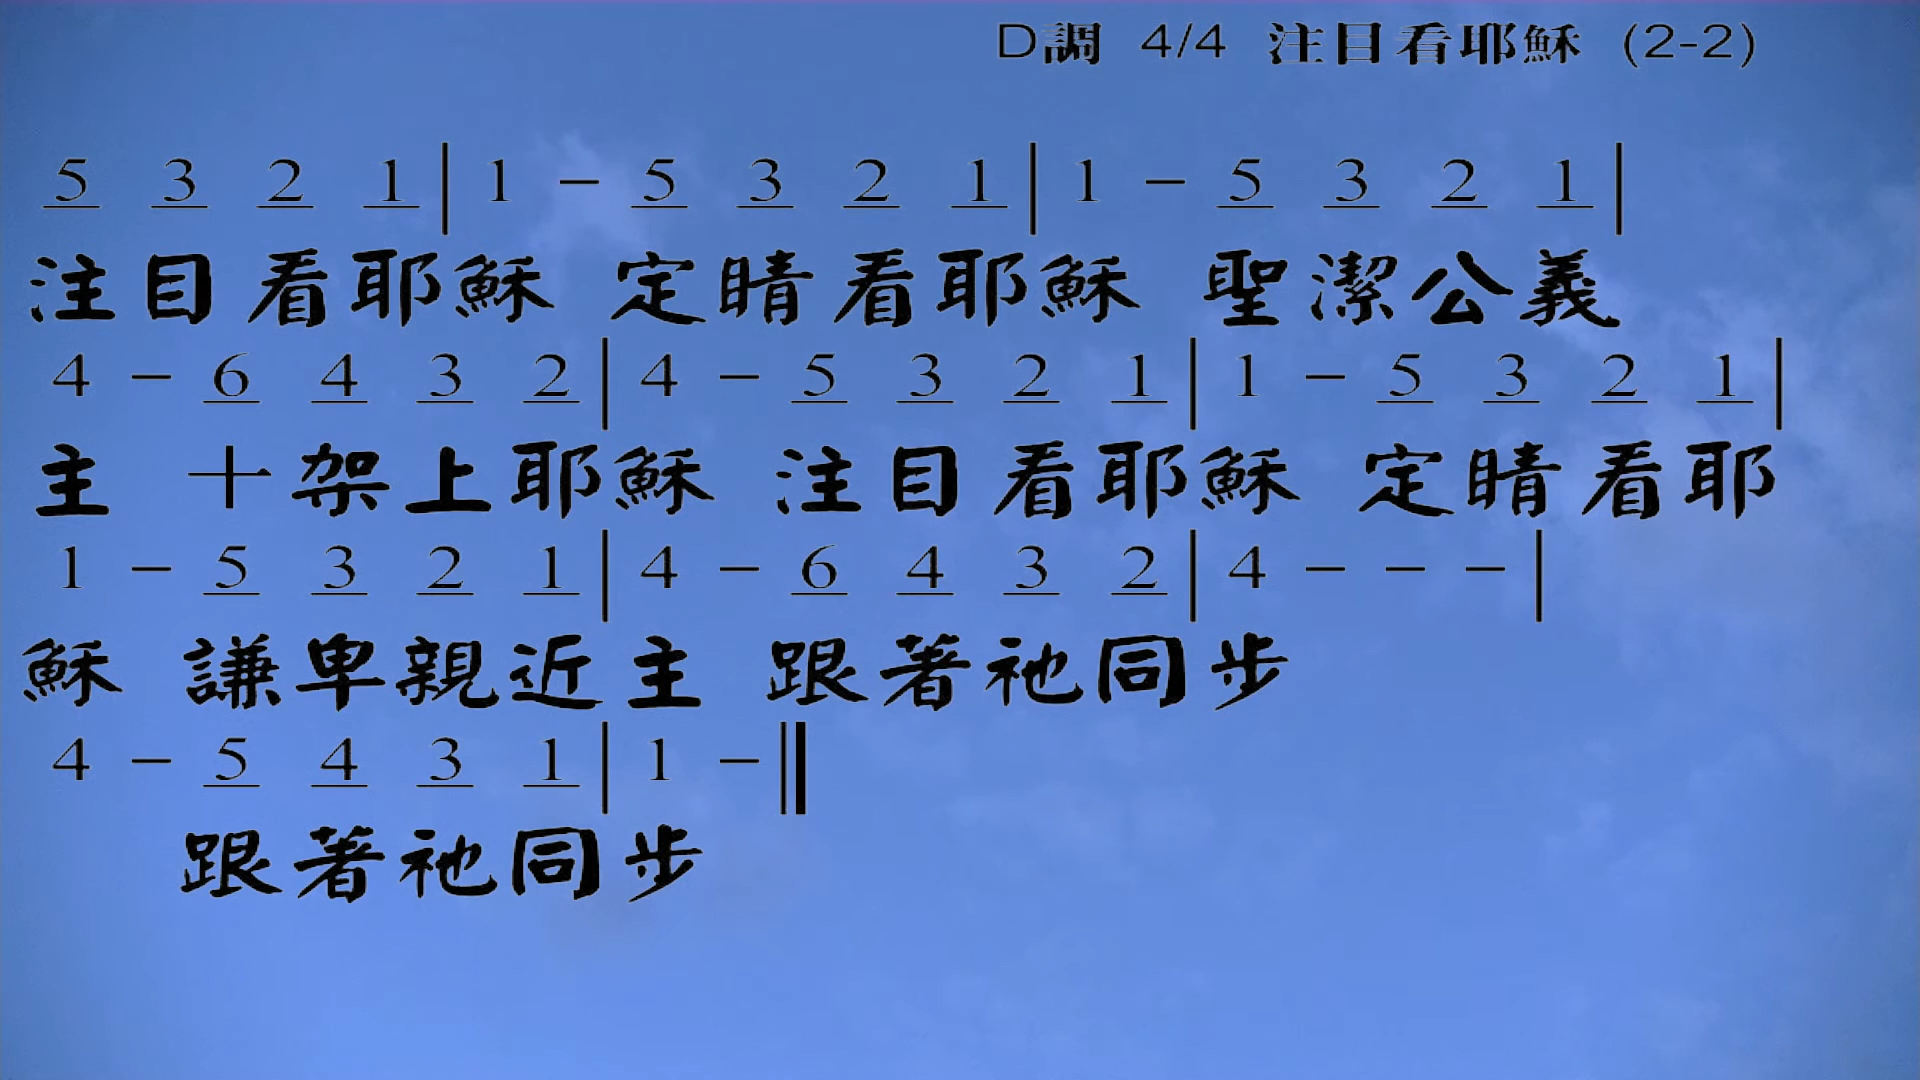 D調 4/4 注目看耶穌 (2-2)
5 3 2 1 | 1 - 5 3 2 1 | 1 - 5 3 2 1 |
注目看耶穌 定睛看耶穌 聖潔公義
4 - 6 4 3 2 | 4 - 5 3 2 1 | 1 - 5 3 2 1 |
主 十架上耶穌 注目看耶穌 定睛看耶
1 - 5 3 2 1 | 4 - 6 4 3 2 | 4 - - - |
穌 謙卑親近主 跟著祂同步
4 - 5 4 3 1 | 1 - ||
跟著祂同步